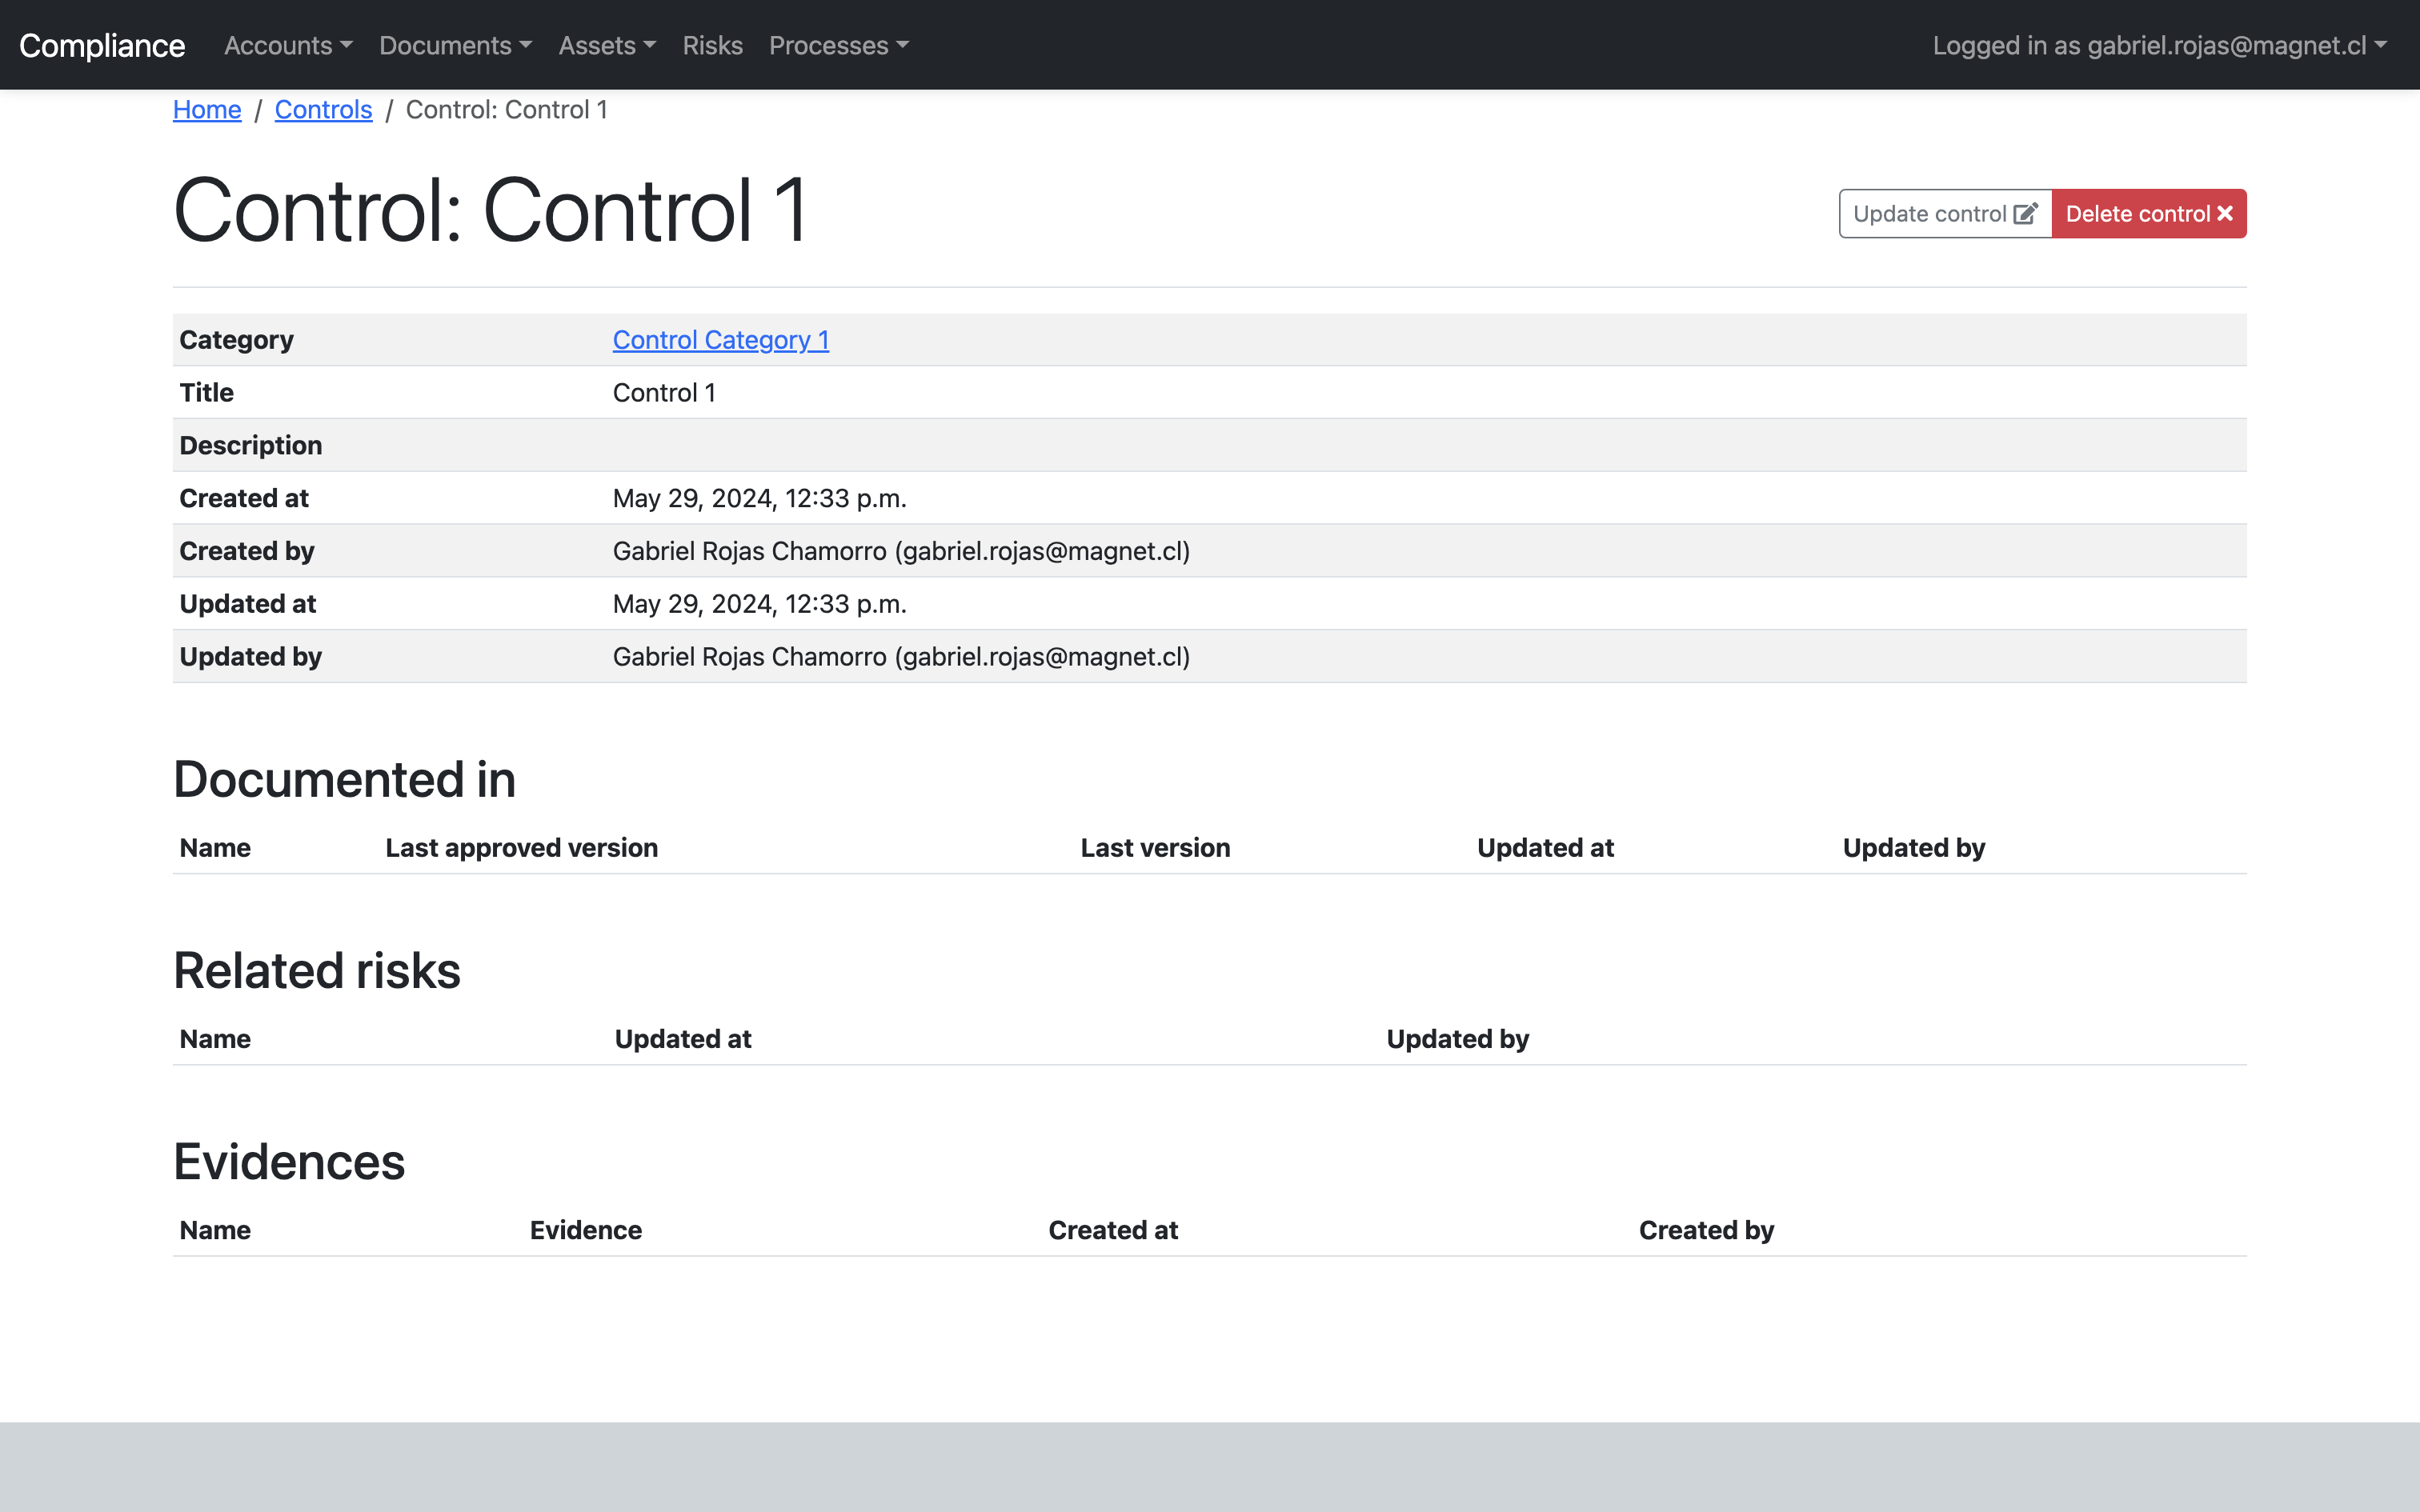 Compliance Accounts Documents Assets Risks Processes Logged in as gabriel.rojas@magnet.cl
Home / Controls / Control: Control 1
Control: Control 1
Update control Delete control
Category Control Category 1
Title Control 1
Description
Created at May 29, 2024, 12:33 p.m.
Created by Gabriel Rojas Chamorro (gabriel.rojas@magnet.cl)
Updated at May 29, 2024, 12:33 p.m.
Updated by Gabriel Rojas Chamorro (gabriel.rojas@magnet.cl)
Documented in
Name Last approved version Last version Updated at Updated by
Related risks
Name Updated at Updated by
Evidences
Name Evidence Created at Created by